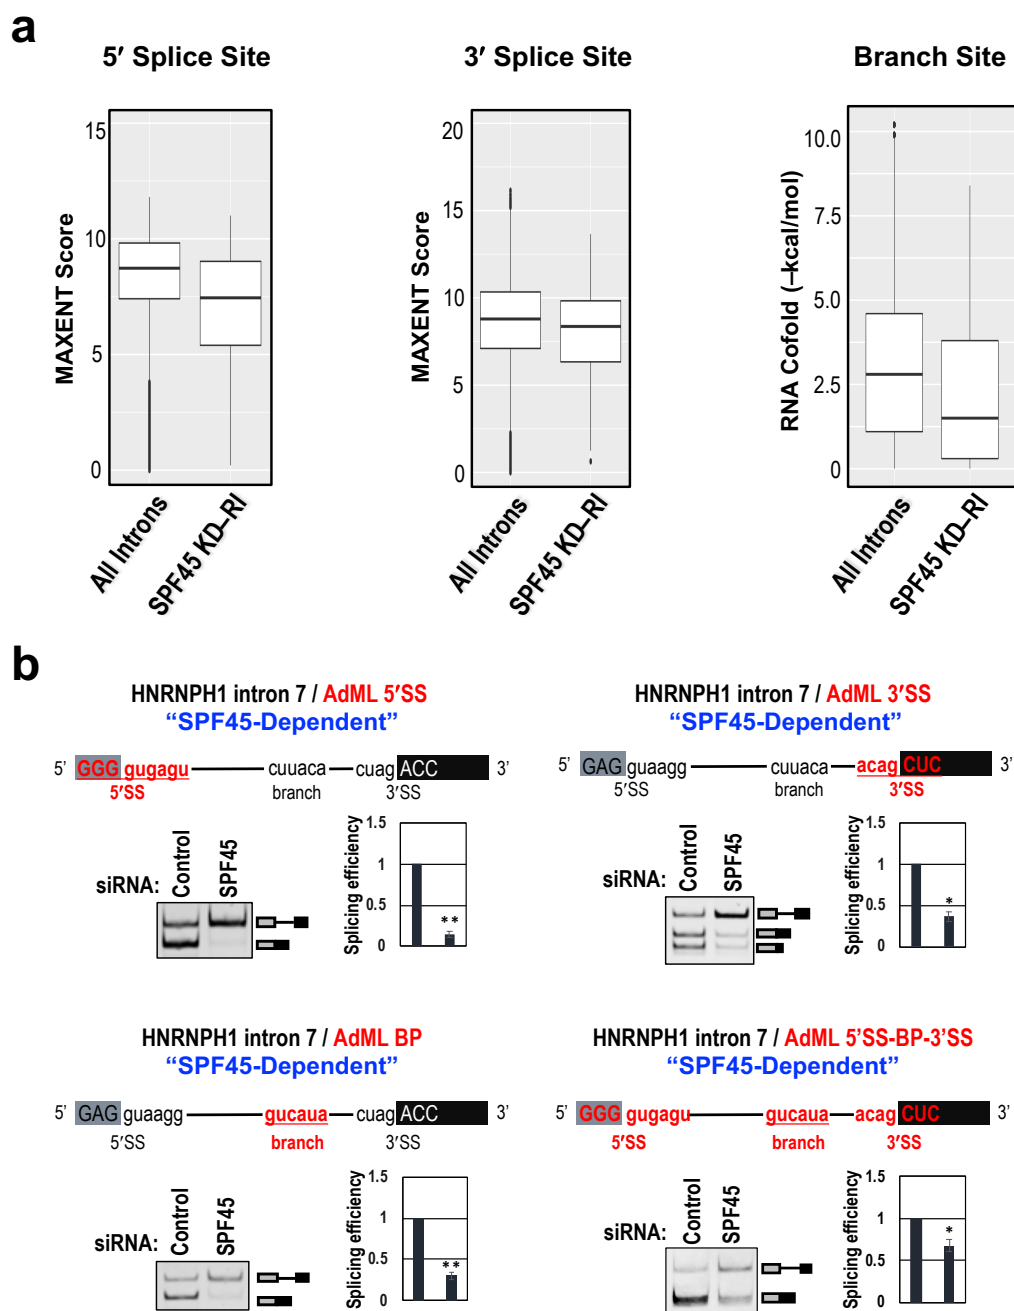 a
5′ Splice Site
3′ Splice Site
Branch Site
MAXENT Score
15
10
5
0
All Introns
SPF45 KD–RI
MAXENT Score
20
15
10
5
0
All Introns
SPF45 KD–RI
RNA Cofold (–kcal/mol)
10.0
7.5
5.0
2.5
0
All Introns
SPF45 KD–RI
b
HNRNPH1 intron 7 / AdML 5′SS
“SPF45-Dependent”
5’ GGG gugagu cuuaca cuag ACC 3’
5′SS branch 3′SS
siRNA: Control SPF45
Splicing efficiency
1.5
1
0.5
0
**
HNRNPH1 intron 7 / AdML 3′SS
“SPF45-Dependent”
5’ GAG guaagg cuuaca acag CUC 3’
5′SS branch 3′SS
siRNA: Control SPF45
Splicing efficiency
1.5
1
0.5
0
*
HNRNPH1 intron 7 / AdML BP
“SPF45-Dependent”
5’ GAG guaagg gucaua cuag ACC 3’
5′SS branch 3′SS
siRNA: Control SPF45
Splicing efficiency
1.5
1
0.5
0
**
HNRNPH1 intron 7 / AdML 5’SS-BP-3’SS
“SPF45-Dependent”
5’ GGG gugagu gucaua acag CUC 3’
5′SS branch 3′SS
siRNA: Control SPF45
Splicing efficiency
1.5
1
0.5
0
*